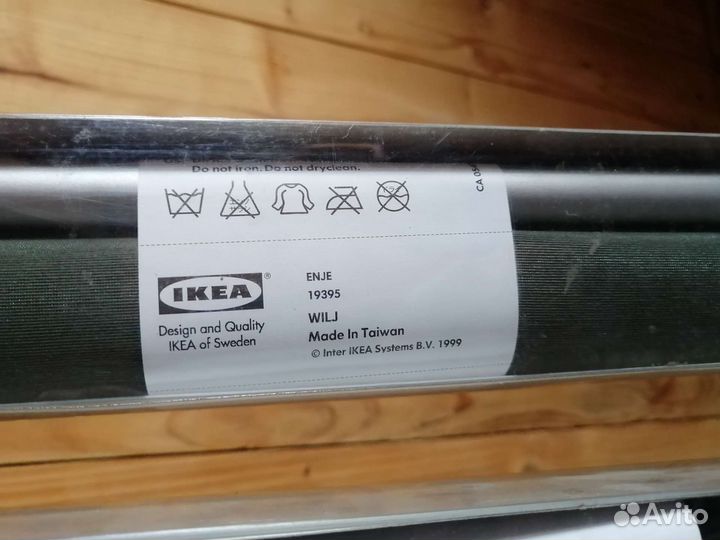 Do not iron. Do not dryclean.
CA
IKEA®
Design and Quality
IKEA of Sweden
ENJE
19395
WILJ
Made In Taiwan
© Inter IKEA Systems B.V. 1999
Avito